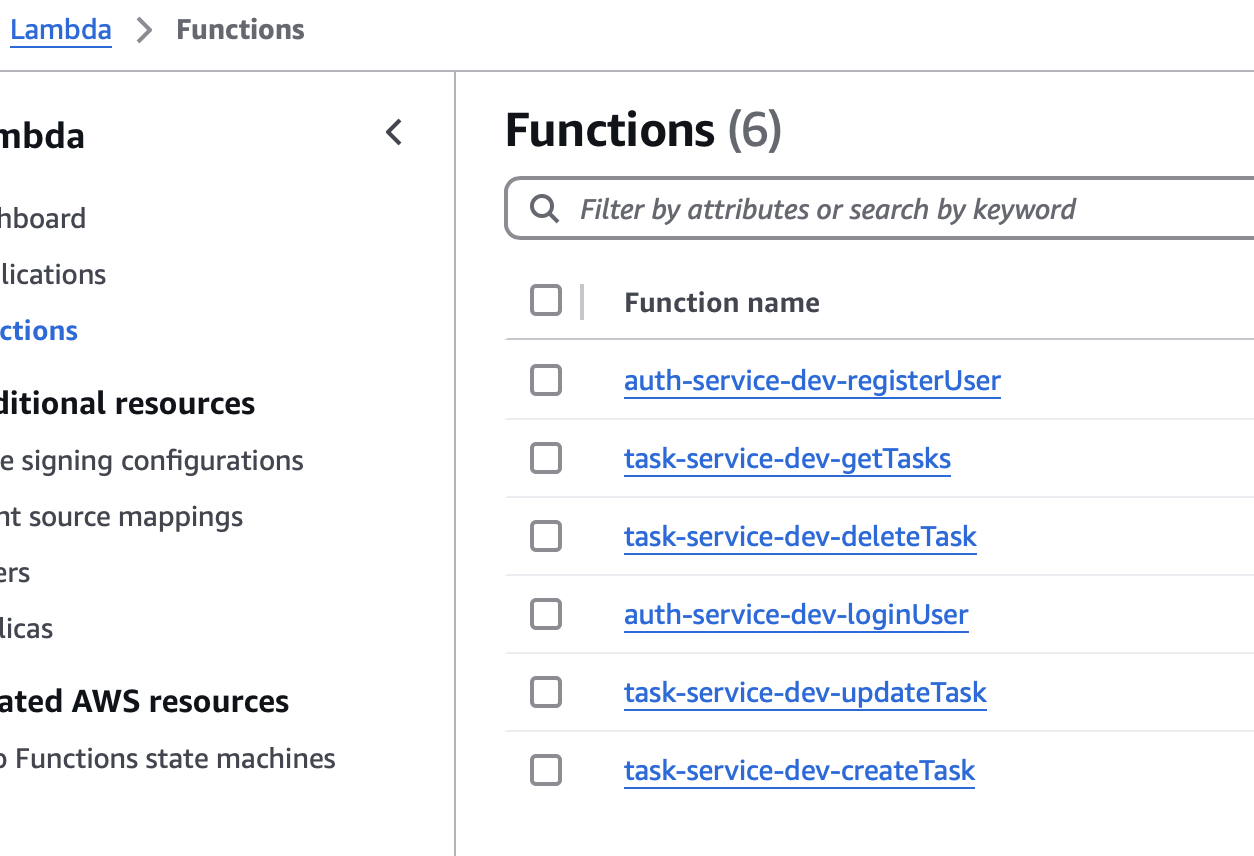 Lambda > Functions
mbda
hboard
lications
ctions
ditional resources
e signing configurations
nt source mappings
ers
licas
ated AWS resources
p Functions state machines
Functions (6)
Filter by attributes or search by keyword
Function name
auth-service-dev-registerUser
task-service-dev-getTasks
task-service-dev-deleteTask
auth-service-dev-loginUser
task-service-dev-updateTask
task-service-dev-createTask